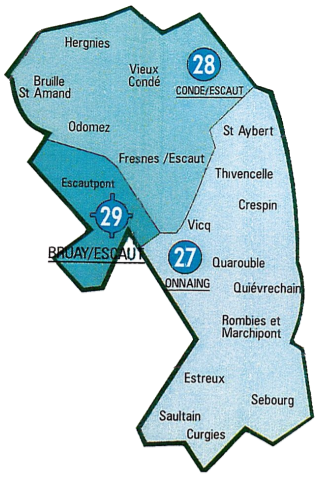 Hergnies
Vieux
Condé
28
CONDE/ESCAUT
Bruille
St Amand
Odomez
St Aybert
Fresnes /Escaut
Thivencelle
Escautpont
Crespin
29
Vicq
BRUAY/ESCAUT
27
ONNAING
Quarouble
Quiévrechain
Rombies et
Marchipont
Estreux
Sebourg
Saultain
Curgies